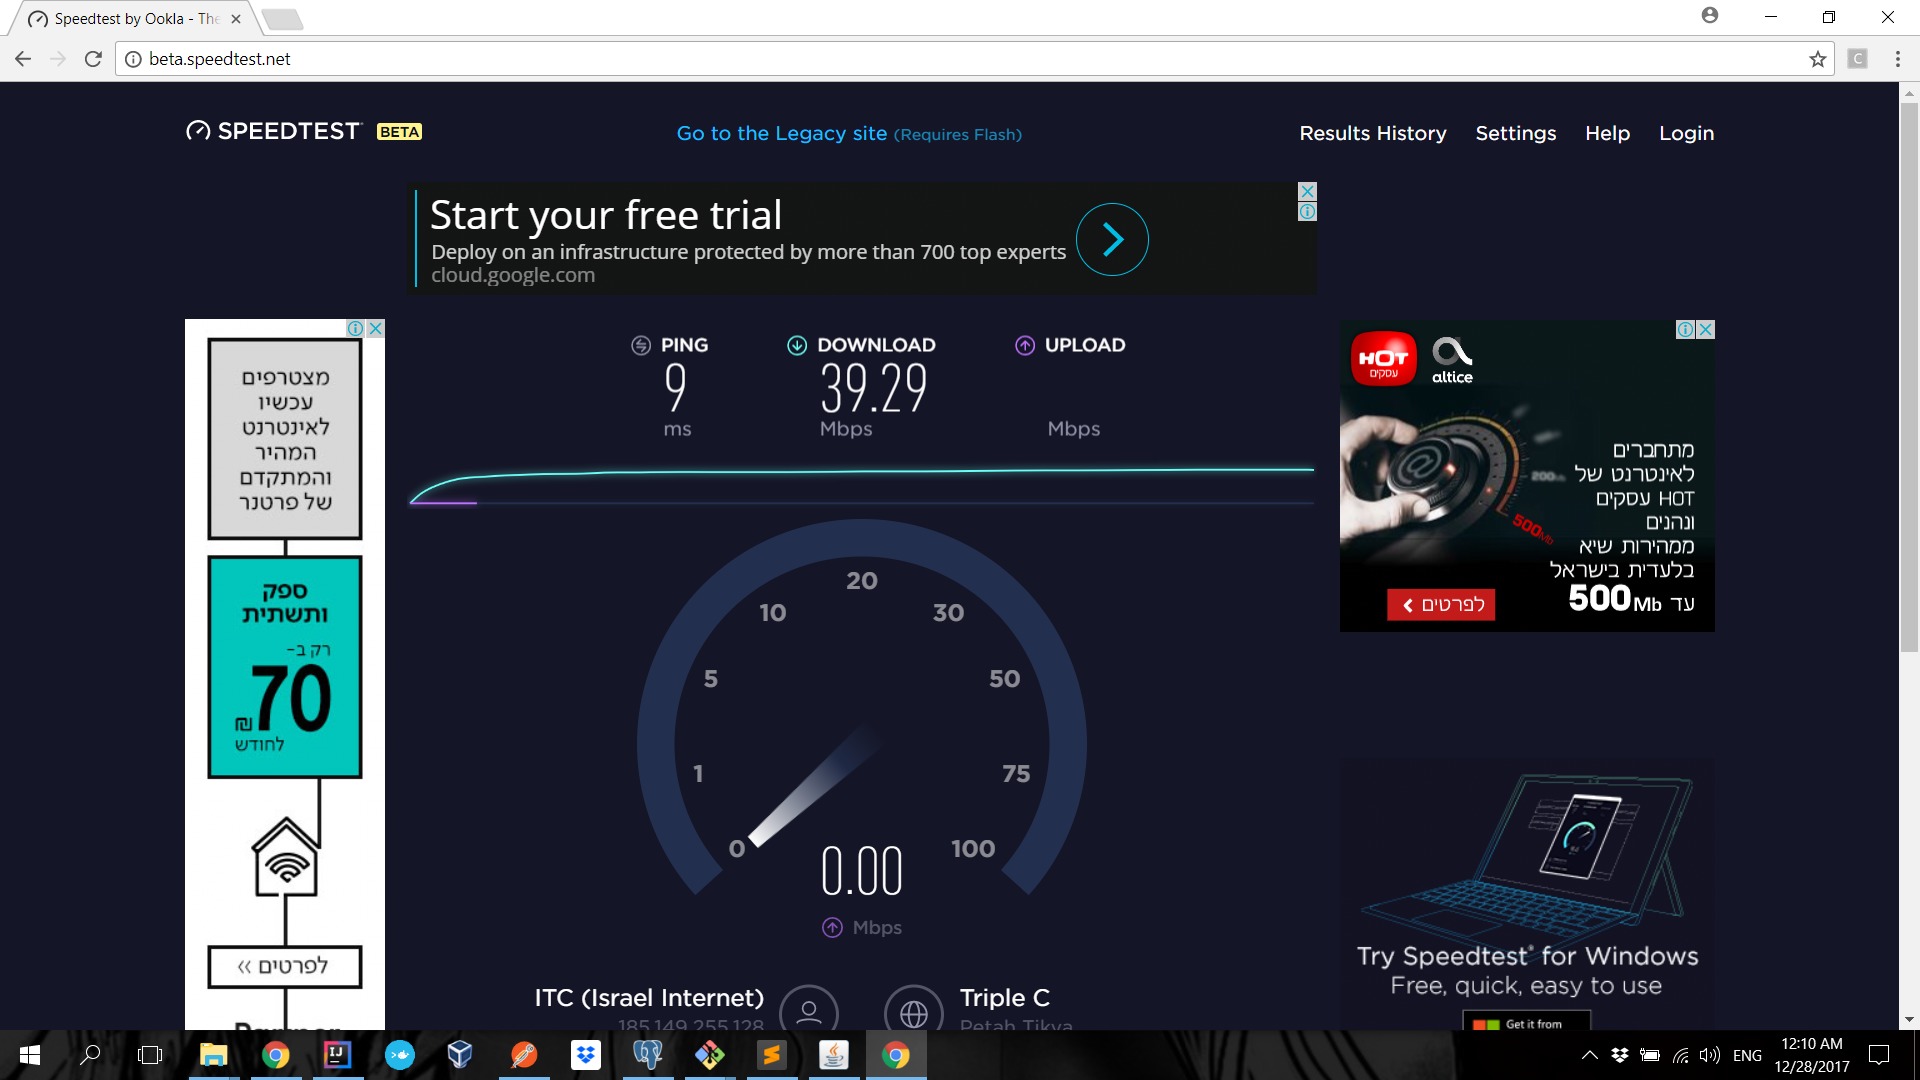 Speedtest by Ookla - The
beta.speedtest.net
SPEEDTEST BETA
Go to the Legacy site (Requires Flash)
Results History Settings Help Login
Start your free trial
Deploy on an infrastructure protected by more than 700 top experts
cloud.google.com
מצטרפים
עכשיו
לאינטרנט
המהיר
והמתקדם
של פרטנר
ספק
ותשתית
רק ב-
70 ₪
לחודש
לפרטים >>
PING
9
ms
DOWNLOAD
39.29
Mbps
UPLOAD
Mbps
0
1
5
10
20
30
50
75
100
0.00
Mbps
ITC (Israel Internet)
185.149.255.128
Triple C
Petah Tikva
HOT
עסקים
altice
200Mb
500Mb
מתחברים
לאינטרנט של
HOT עסקים
ונהנים
ממהירות שיא
בלעדית בישראל
עד 500Mb
לפרטים
Try Speedtest® for Windows
Free, quick, easy to use
Get it from
ENG
12:10 AM
12/28/2017